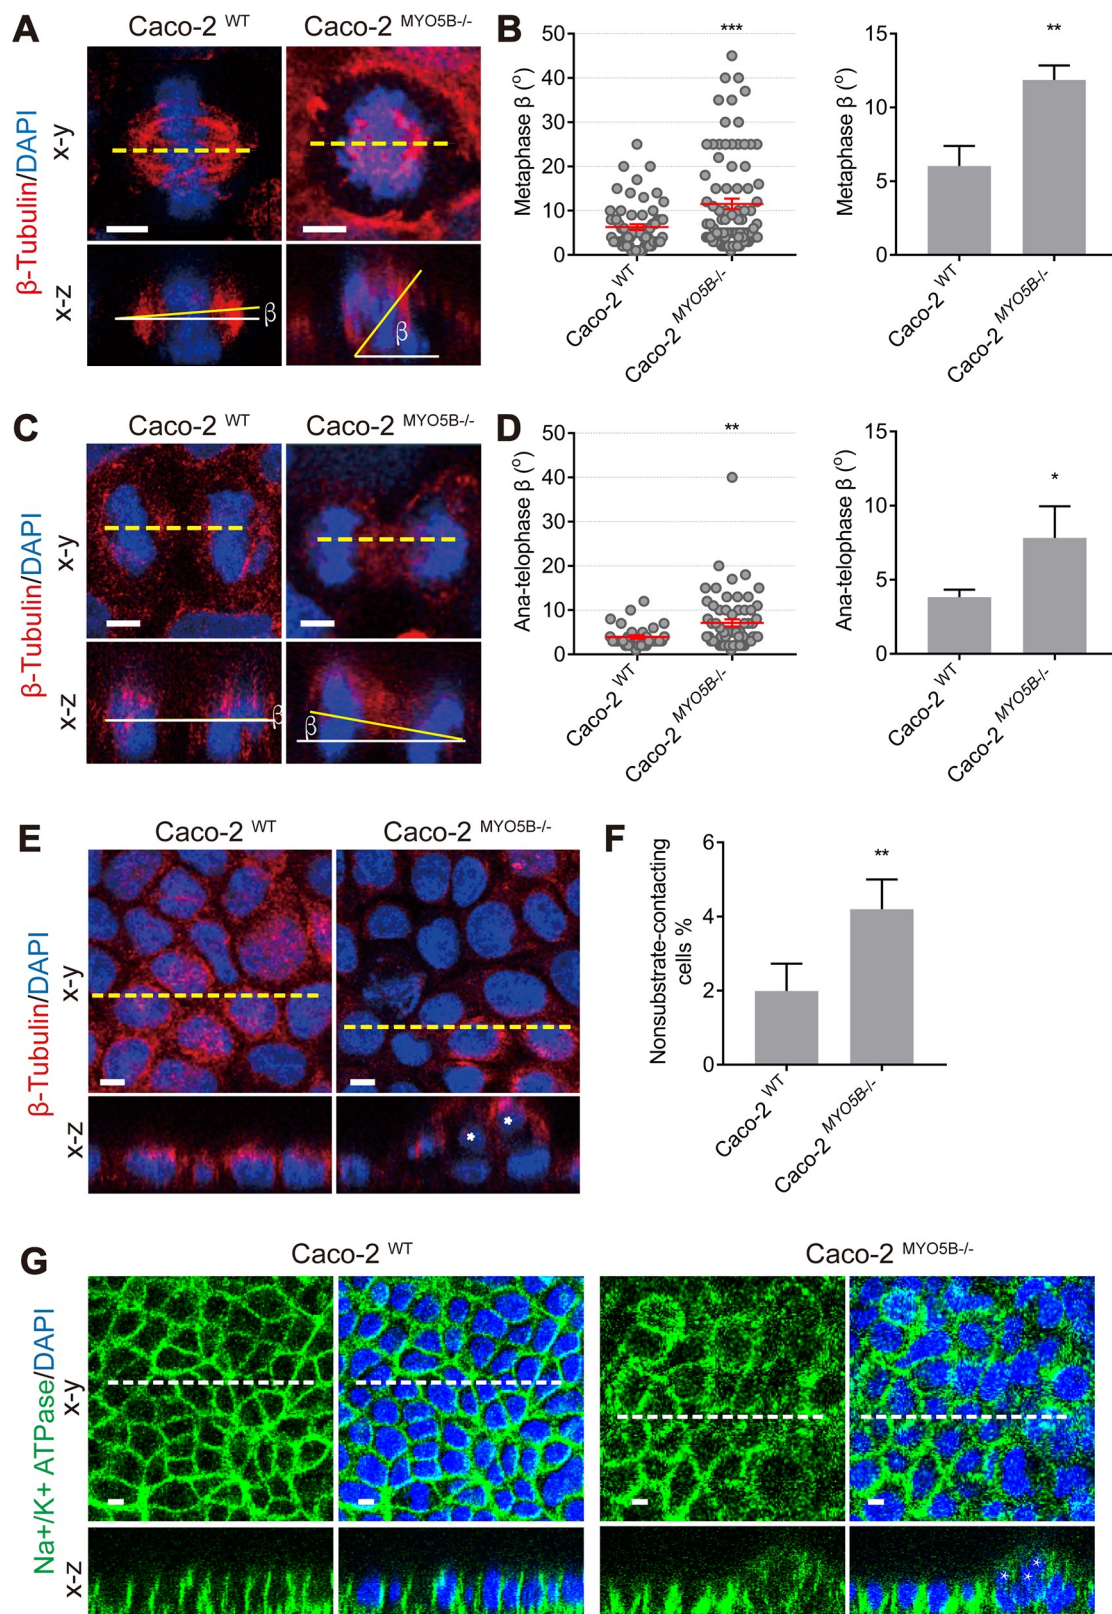 A
Caco-2 WT
Caco-2 MYO5B-/-
β-Tubulin/DAPI
x-y
x-z
β
β
B
Metaphase β (°)
50
40
30
20
10
0
***
Caco-2 WT
Caco-2 MYO5B-/-
Metaphase β (°)
15
10
5
0
**
Caco-2 WT
Caco-2 MYO5B-/-
C
Caco-2 WT
Caco-2 MYO5B-/-
β-Tubulin/DAPI
x-y
x-z
β
β
D
Ana-telophase β (°)
50
40
30
20
10
0
**
Caco-2 WT
Caco-2 MYO5B-/-
Ana-telophase β (°)
15
10
5
0
*
Caco-2 WT
Caco-2 MYO5B-/-
E
Caco-2 WT
Caco-2 MYO5B-/-
β-Tubulin/DAPI
x-y
x-z
*
*
F
Nonsubstrate-contacting
cells %
6
4
2
0
**
Caco-2 WT
Caco-2 MYO5B-/-
G
Caco-2 WT
Caco-2 MYO5B-/-
Na+/K+ ATPase/DAPI
x-y
x-z
*
*
*